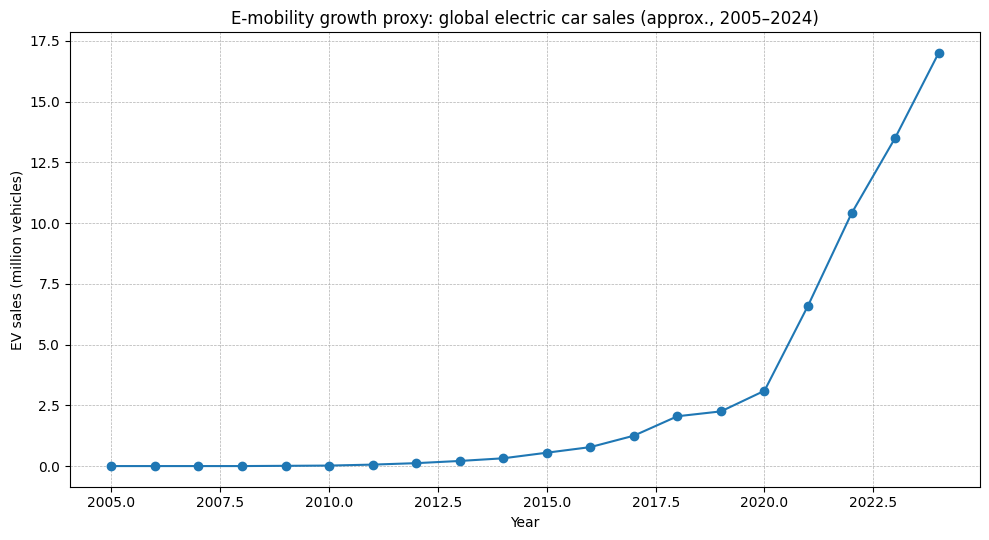 E-mobility growth proxy: global electric car sales (approx., 2005–2024)
17.5
15.0
12.5
10.0
7.5
5.0
2.5
0.0
EV sales (million vehicles)
2005.0 2007.5 2010.0 2012.5 2015.0 2017.5 2020.0 2022.5
Year